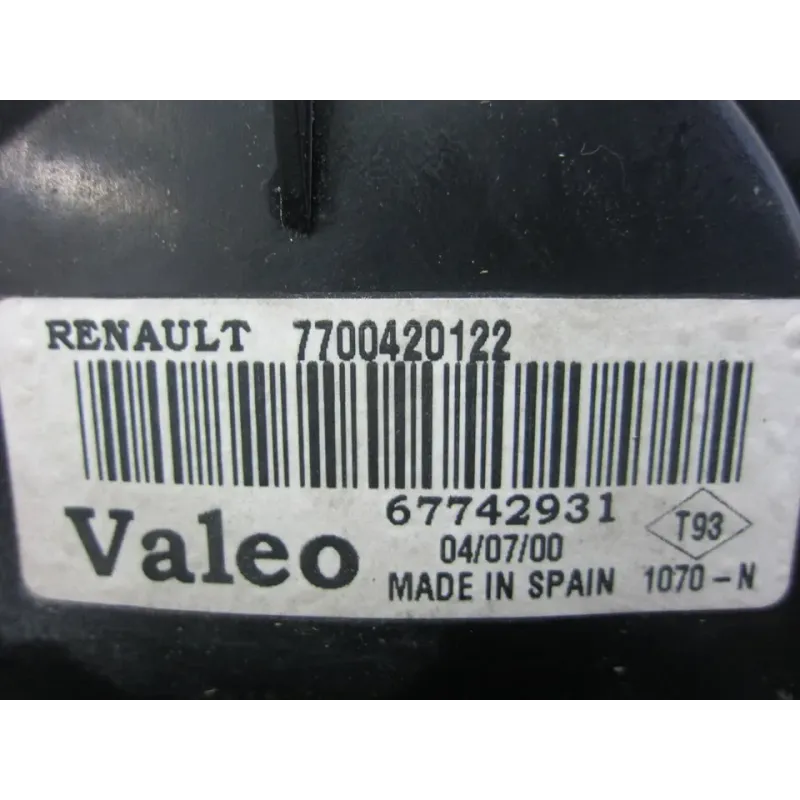 RENAULT 7700420122
67742931
Valeo
04/07/00
T93
MADE IN SPAIN 1070-N